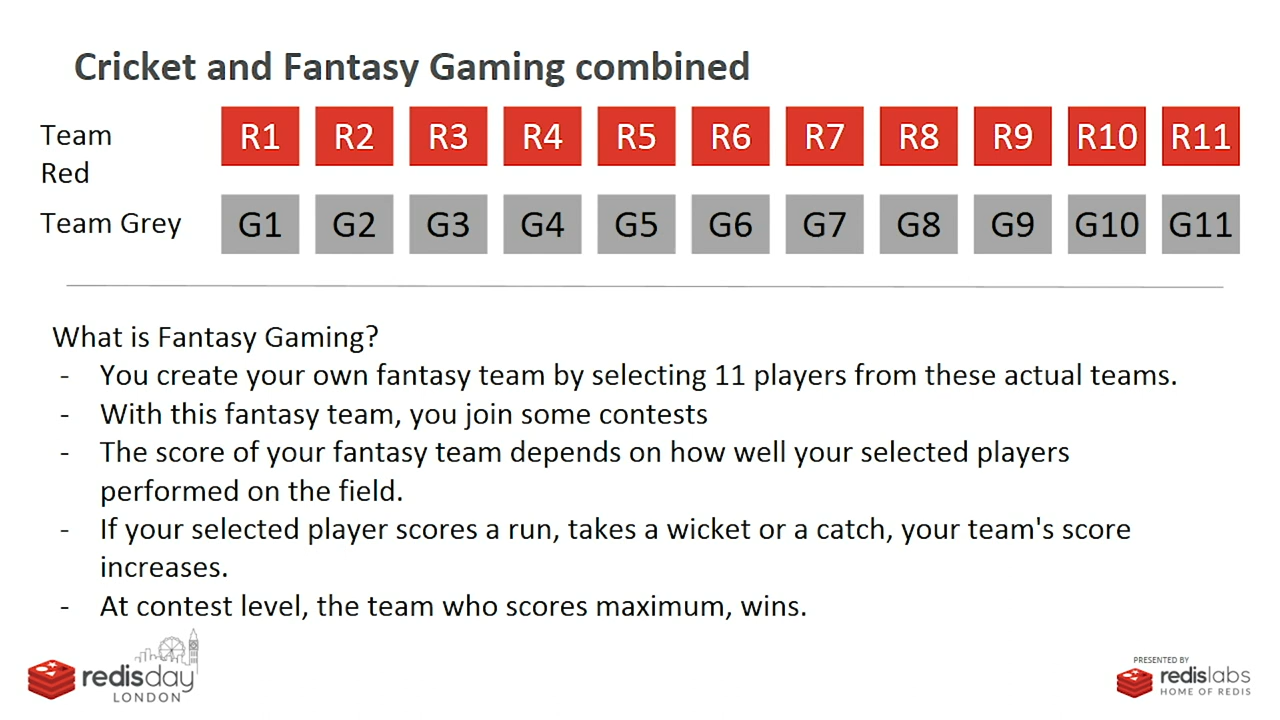 Cricket and Fantasy Gaming combined
Team
Red
R1 R2 R3 R4 R5 R6 R7 R8 R9 R10 R11
Team Grey
G1 G2 G3 G4 G5 G6 G7 G8 G9 G10 G11
What is Fantasy Gaming?
- You create your own fantasy team by selecting 11 players from these actual teams.
- With this fantasy team, you join some contests
- The score of your fantasy team depends on how well your selected players
performed on the field.
- If your selected player scores a run, takes a wicket or a catch, your team's score
increases.
- At contest level, the team who scores maximum, wins.
redisday
LONDON
PRESENTED BY
redislabs
HOME OF REDIS